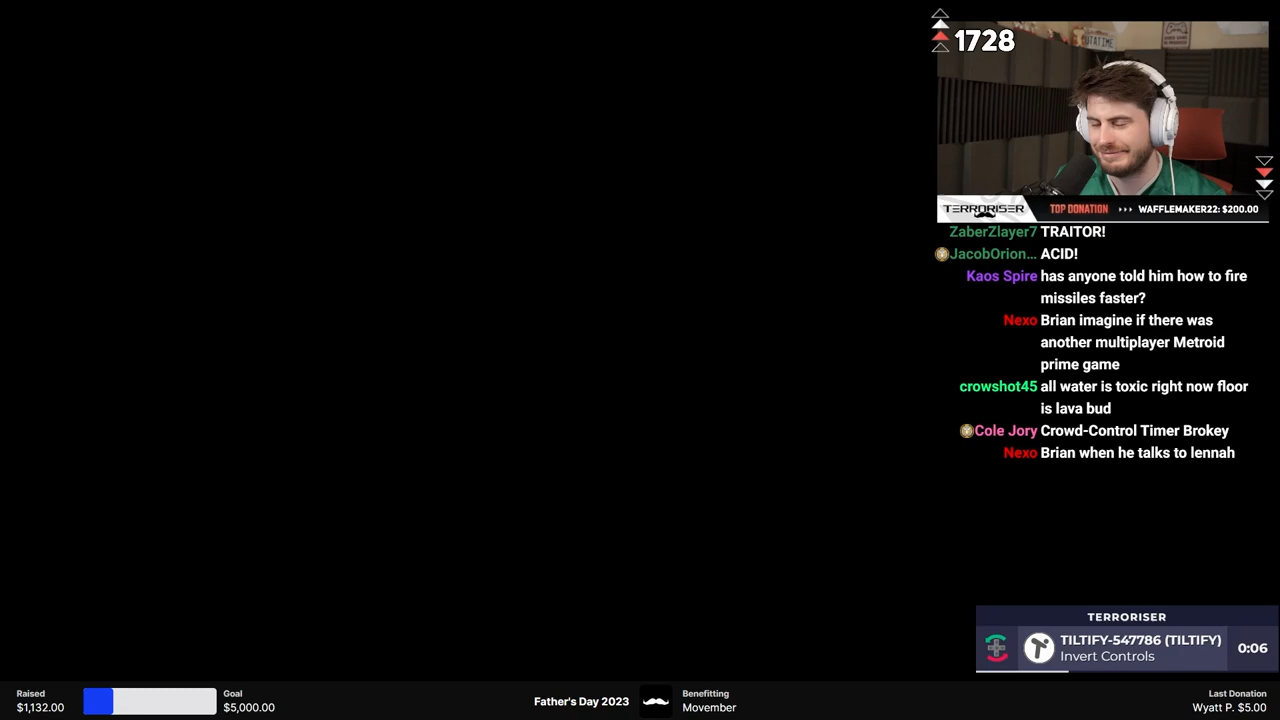 1728
TERRORISER
TOP DONATION
WAFFLEMAKER22: $200.00
ZaberZlayer7 TRAITOR!
JacobOrion... ACID!
Kaos Spire has anyone told him how to fire
missiles faster?
Nexo Brian imagine if there was
another multiplayer Metroid
prime game
crowshot45 all water is toxic right now floor
is lava bud
Cole Jory Crowd-Control Timer Brokey
Nexo Brian when he talks to lennah
TERRORISER
TILTIFY-547786 (TILTIFY)
Invert Controls
0:06
Raised
$1,132.00
Goal
$5,000.00
Father's Day 2023
Benefitting
Movember
Last Donation
Wyatt P. $5.00